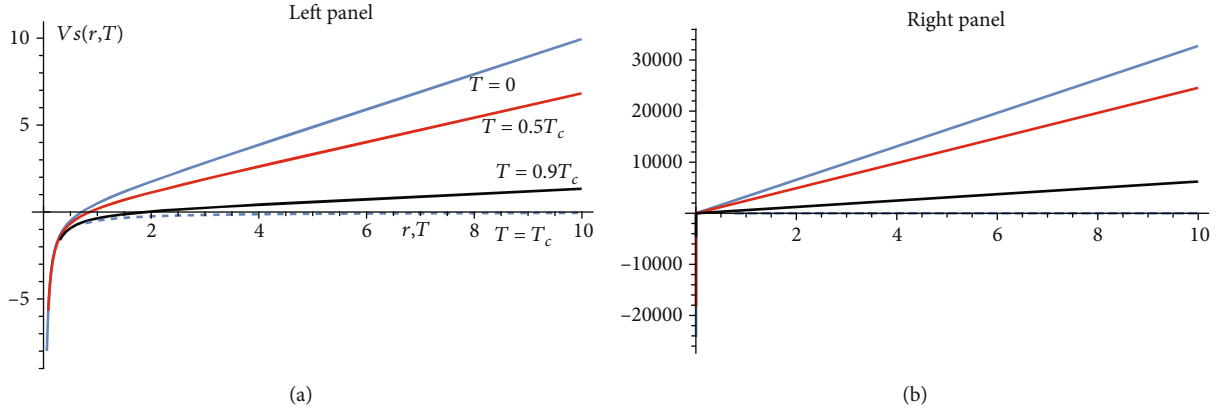 Left panel
Vs(r,T)
10
5
−5
T = 0
T = 0.5T_c
T = 0.9T_c
T = T_c
2
4
6
8
10
r,T
(a)
Right panel
30000
20000
10000
−10000
−20000
2
4
6
8
10
(b)